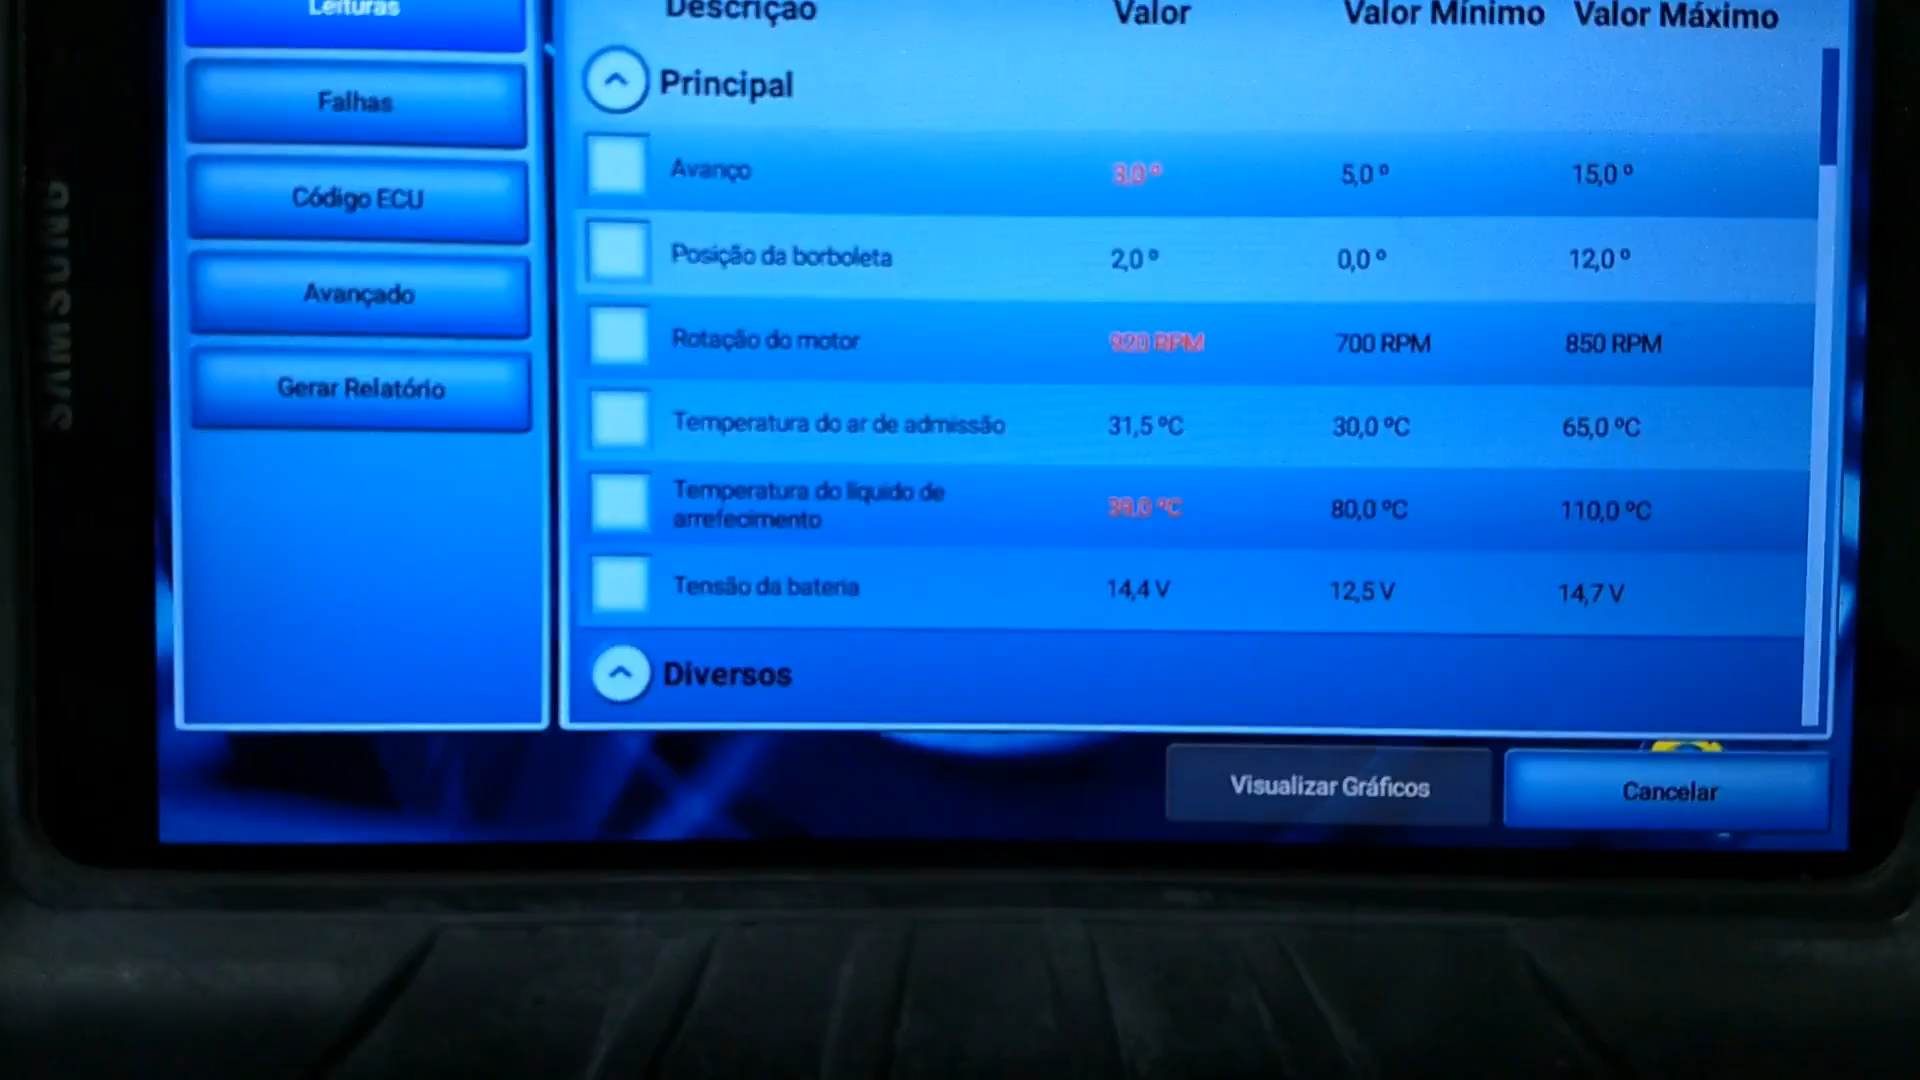 Leituras
Falhas
Código ECU
Avançado
Gerar Relatório
Descrição Valor Valor Mínimo Valor Máximo
Principal
Avanço 3,0 º 5,0 º 15,0 º
Posição da borboleta 2,0 º 0,0 º 12,0 º
Rotação do motor 920 RPM 700 RPM 850 RPM
Temperatura do ar de admissão 31,5 ºC 30,0 ºC 65,0 ºC
Temperatura do líquido de
arrefecimento 39,0 ºC 80,0 ºC 110,0 ºC
Tensão da bateria 14,4 V 12,5 V 14,7 V
Diversos
Visualizar Gráficos Cancelar
SAMSUNG